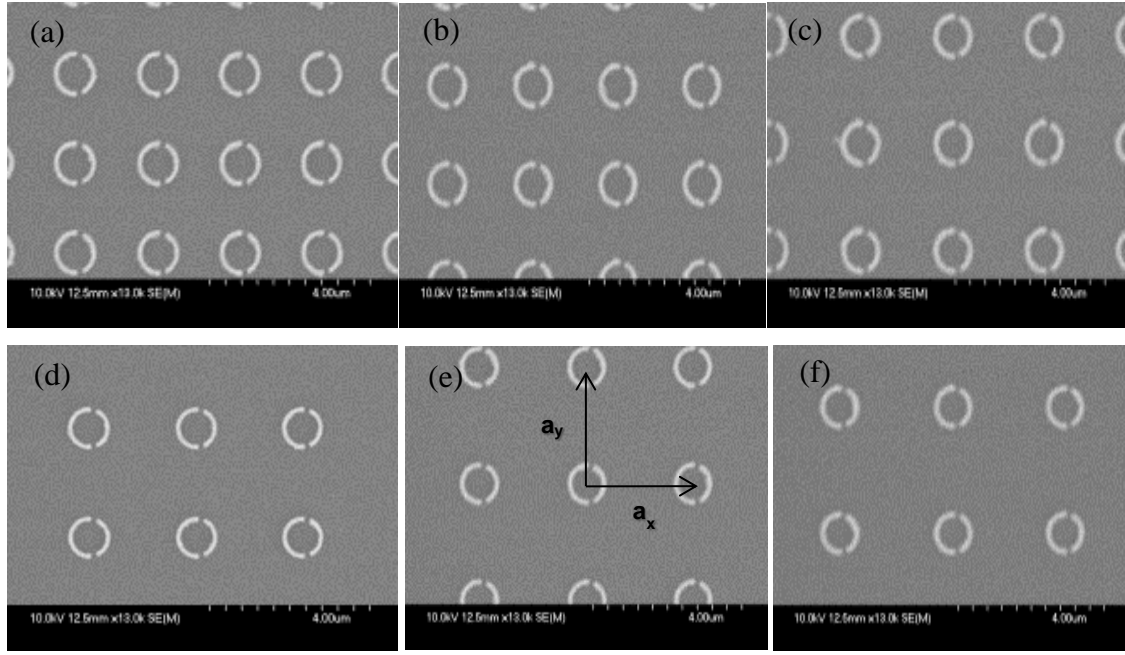 (a) (b) (c)
10.0kV 12.5mm x13.0k SE(M) 4.00um 10.0kV 12.5mm x13.0k SE(M) 4.00um 10.0kV 12.5mm x13.0k SE(M) 4.00um
(d) (e) (f)
ay
ax
10.0kV 12.5mm x13.0k SE(M) 4.00um 10.0kV 12.5mm x13.0k SE(M) 4.00um 10.0kV 12.5mm x13.0k SE(M) 4.00um